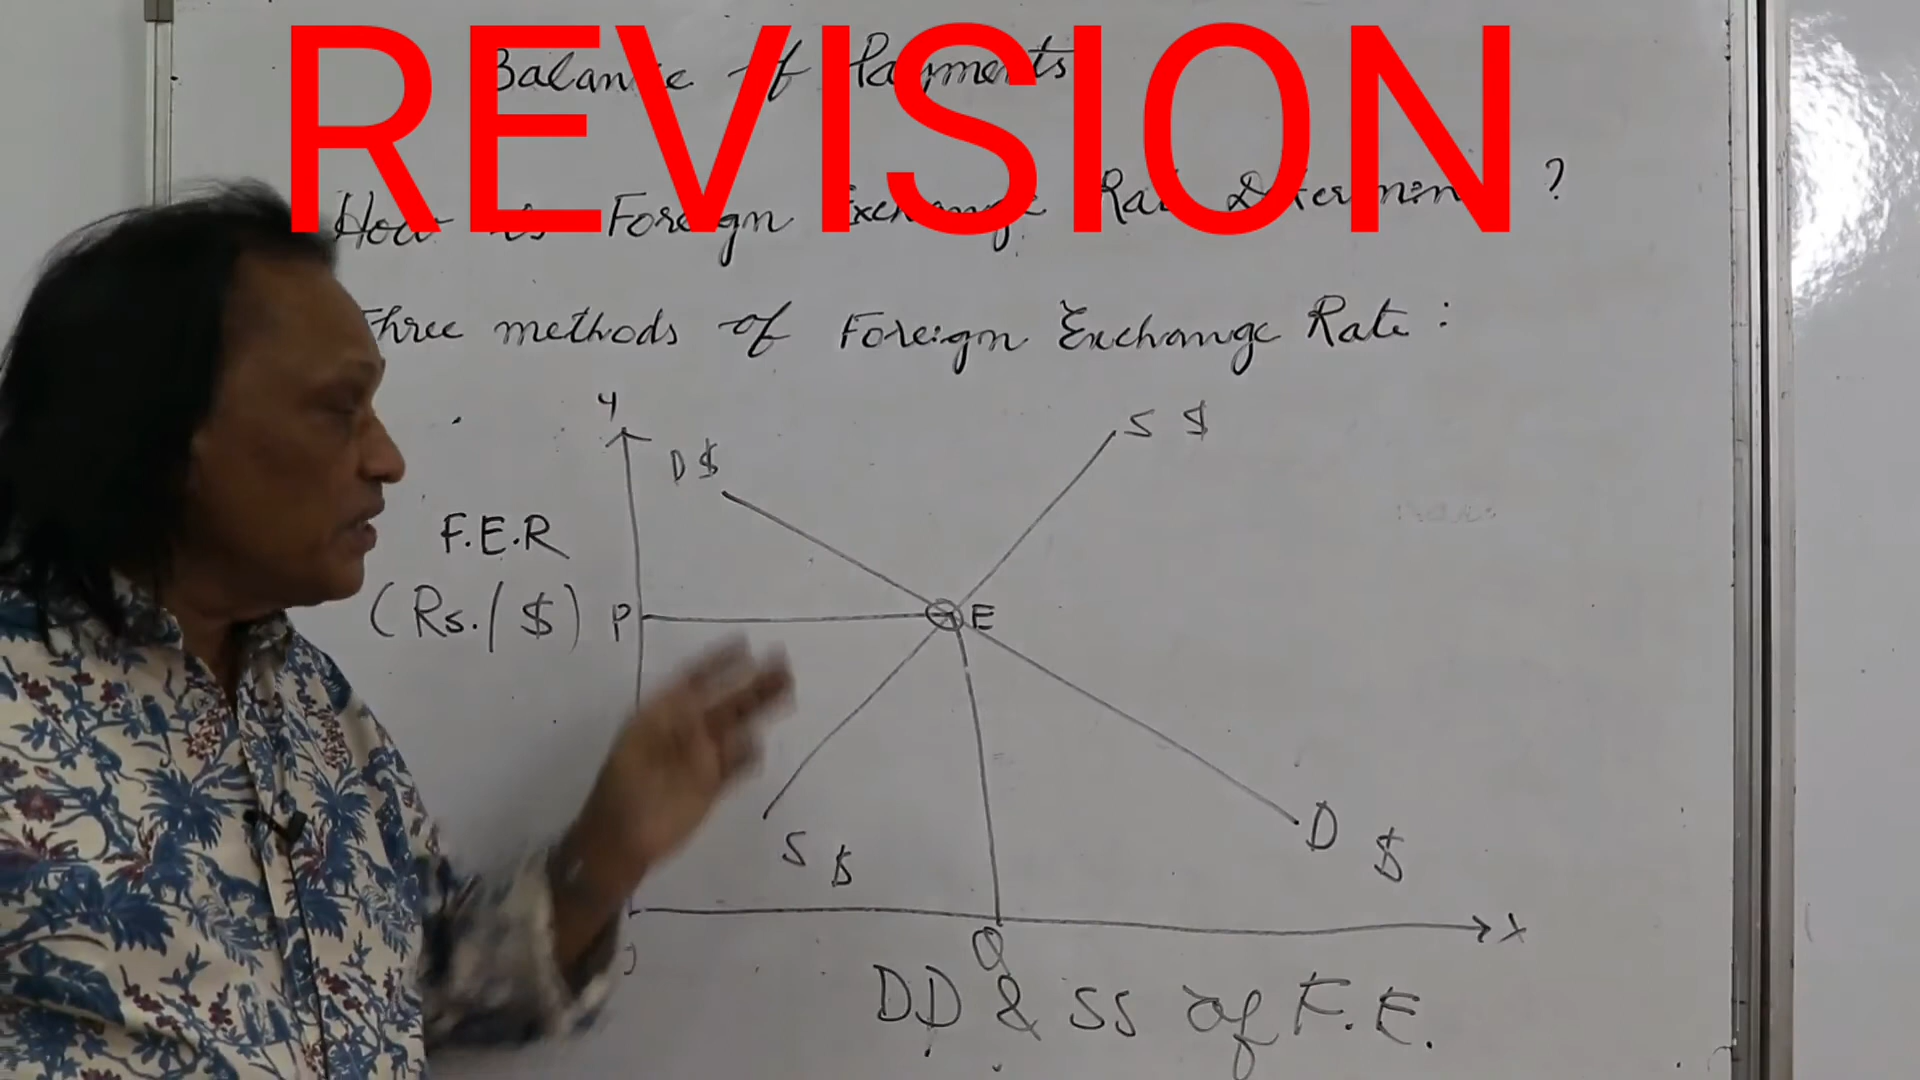 REVISION
Balance of Payments
How is Foreign Exchange Rate Determin ?
Three methods of Foreign Exchange Rate :
Y
D $
S $
F.E.R
(Rs./$)
P
E
S $
D $
X
Q
DD & SS of F.E.